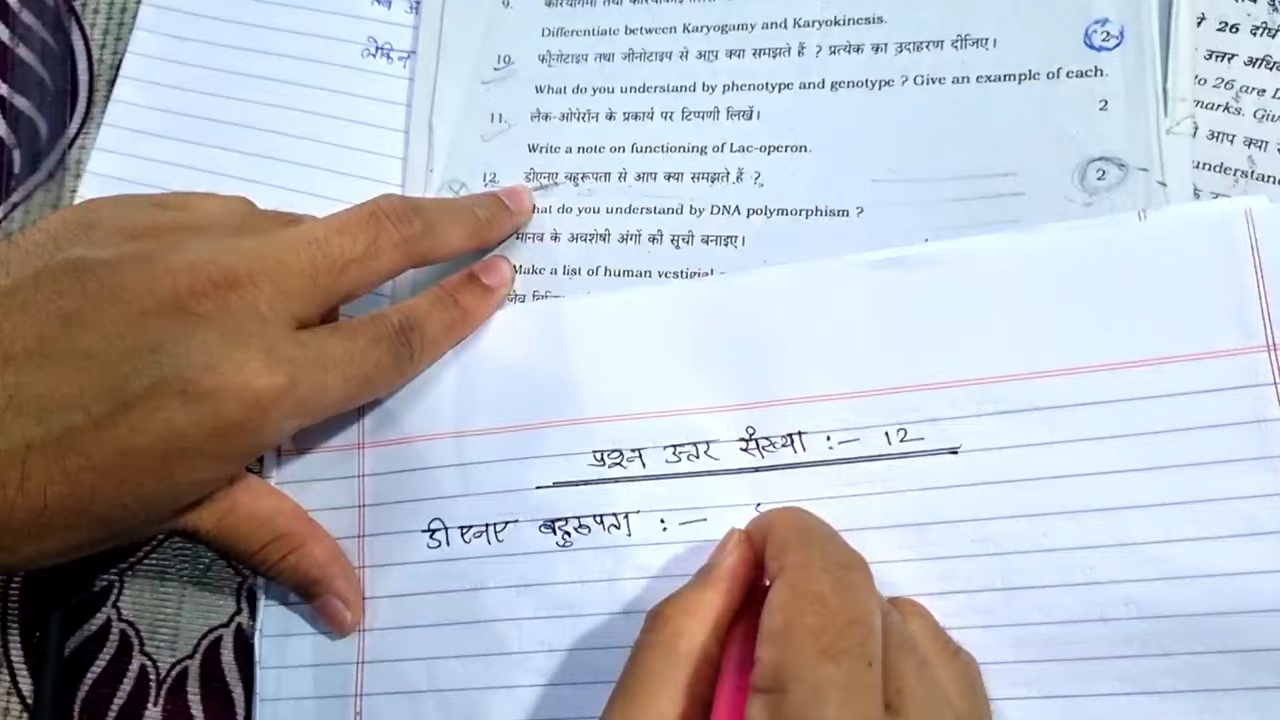 लेकिन
9.
Differentiate between Karyogamy and Karyokinesis.
10. फीनोटाइप तथा जीनोटाइप से आप क्या समझते हैं ? प्रत्येक का उदाहरण दीजिए। 2
What do you understand by phenotype and genotype ? Give an example of each.
11. लैक-ओपेरॉन के प्रकार्य पर टिप्पणी लिखें। 2
Write a note on functioning of Lac-operon.
12. डीएनए बहुरूपता से आप क्या समझते हैं ? 2
hat do you understand by DNA polymorphism ?
मानव के अवशेषी अंगों की सूची बनाइए।
Make a list of human vestigial
जैव
26 दीर्घ
उत्तर
to 26 are
marks.
आप क्या
understand
प्रश्न उत्तर संख्या :- 12
डीएनए बहुरूपता :-